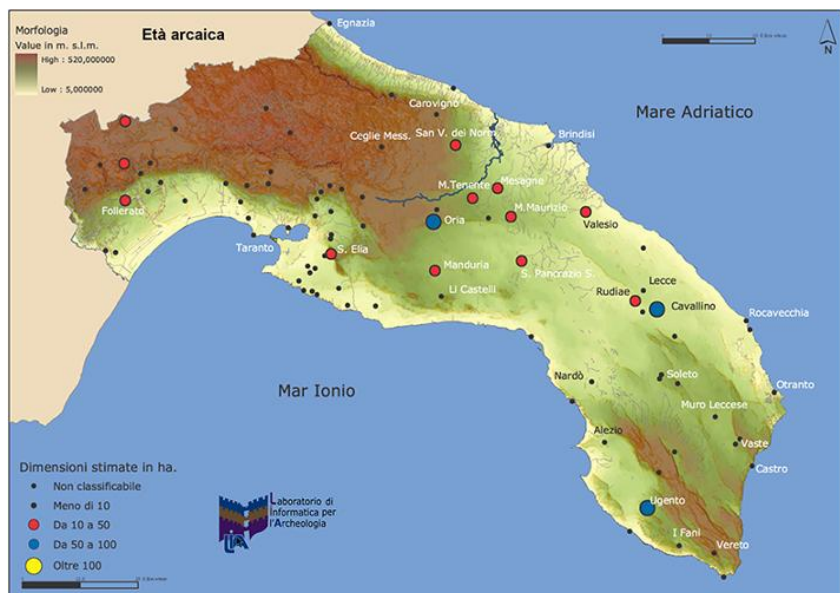 Età arcaica
Morfologia
Value in m. s.l.m.
High : 520,000000
Low : 5,000000
N
Egnazia
Carovigno
Ceglie Mess.
San V. dei Norm.
Brindisi
Mare Adriatico
M.Tenente
Mesagne
M.Maurizio
Valesio
Follerato
Oria
Taranto
S. Elia
Manduria
S. Pancrazio S.
Li Castelli
Lecce
Rudiae
Cavallino
Rocavecchia
Mar Ionio
Nardò
Soleto
Otranto
Muro Leccese
Alezio
Vaste
Castro
Ugento
I Fani
Vereto
Dimensioni stimate in ha.
Non classificabile
Meno di 10
Da 10 a 50
Da 50 a 100
Oltre 100
Laboratorio di
Informatica per
l'Archeologia